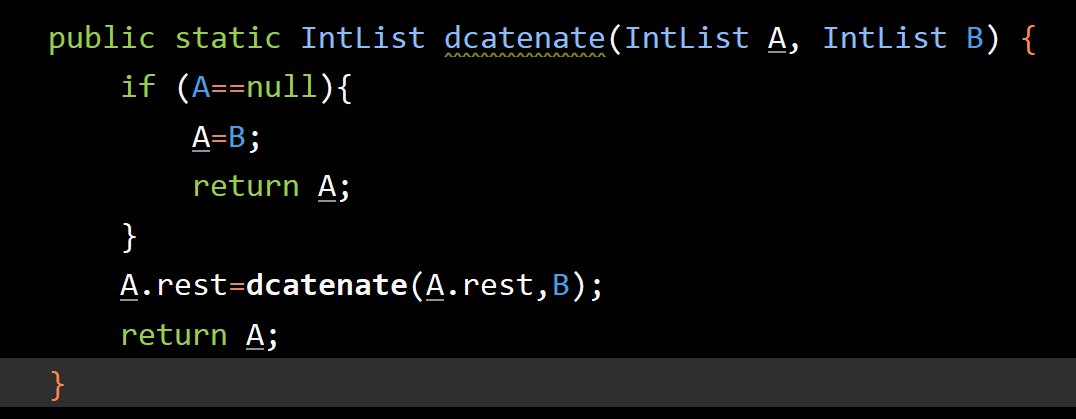 public static IntList dcatenate(IntList A, IntList B) {
    if (A==null){
        A=B;
        return A;
    }
    A.rest=dcatenate(A.rest,B);
    return A;
}